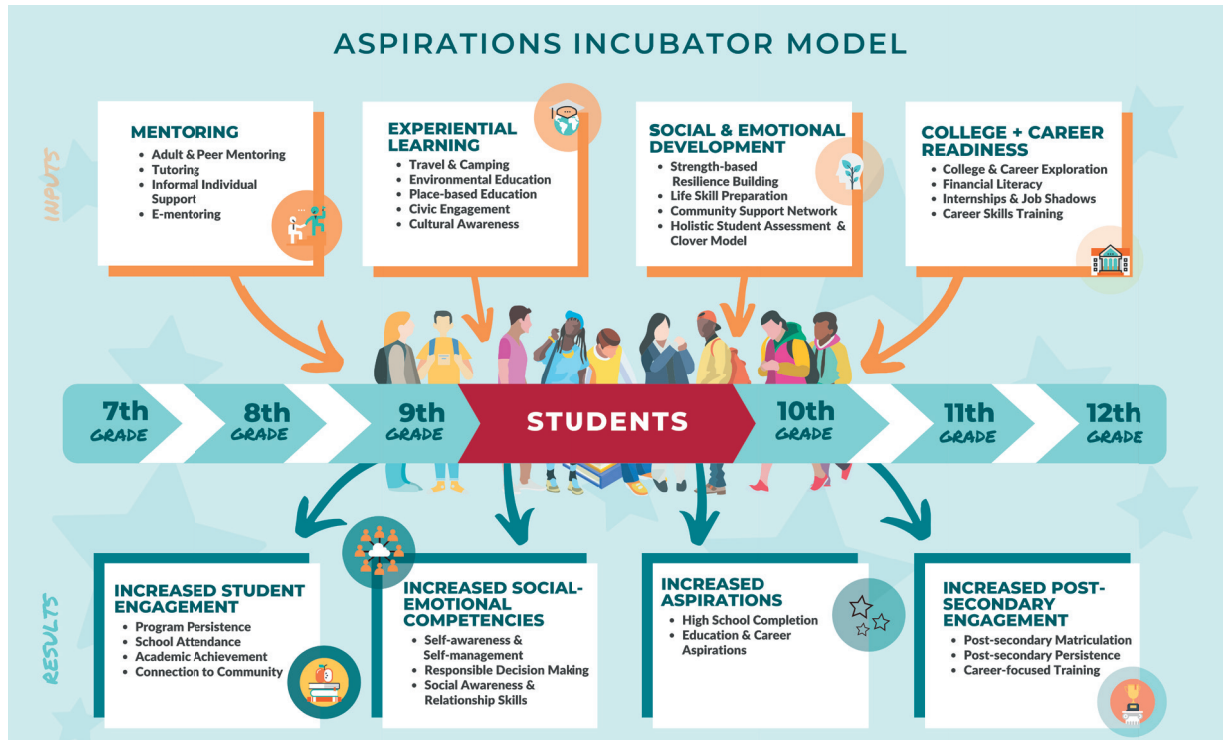 ASPIRATIONS INCUBATOR MODEL
INPUTS
MENTORING
• Adult & Peer Mentoring
• Tutoring
• Informal Individual
Support
• E-mentoring
EXPERIENTIAL
LEARNING
• Travel & Camping
• Environmental Education
• Place-based Education
• Civic Engagement
• Cultural Awareness
SOCIAL & EMOTIONAL
DEVELOPMENT
• Strength-based
Resilience Building
• Life Skill Preparation
• Community Support Network
• Holistic Student Assessment &
Clover Model
COLLEGE + CAREER
READINESS
• College & Career Exploration
• Financial Literacy
• Internships & Job Shadows
• Career Skills Training
7th
GRADE
8th
GRADE
9th
GRADE
STUDENTS
10th
GRADE
11th
GRADE
12th
GRADE
RESULTS
INCREASED STUDENT
ENGAGEMENT
• Program Persistence
• School Attendance
• Academic Achievement
• Connection to Community
INCREASED SOCIAL-
EMOTIONAL
COMPETENCIES
• Self-awareness &
Self-management
• Responsible Decision Making
• Social Awareness &
Relationship Skills
INCREASED
ASPIRATIONS
• High School Completion
• Education & Career
Aspirations
INCREASED POST-
SECONDARY
ENGAGEMENT
• Post-secondary Matriculation
• Post-secondary Persistence
• Career-focused Training